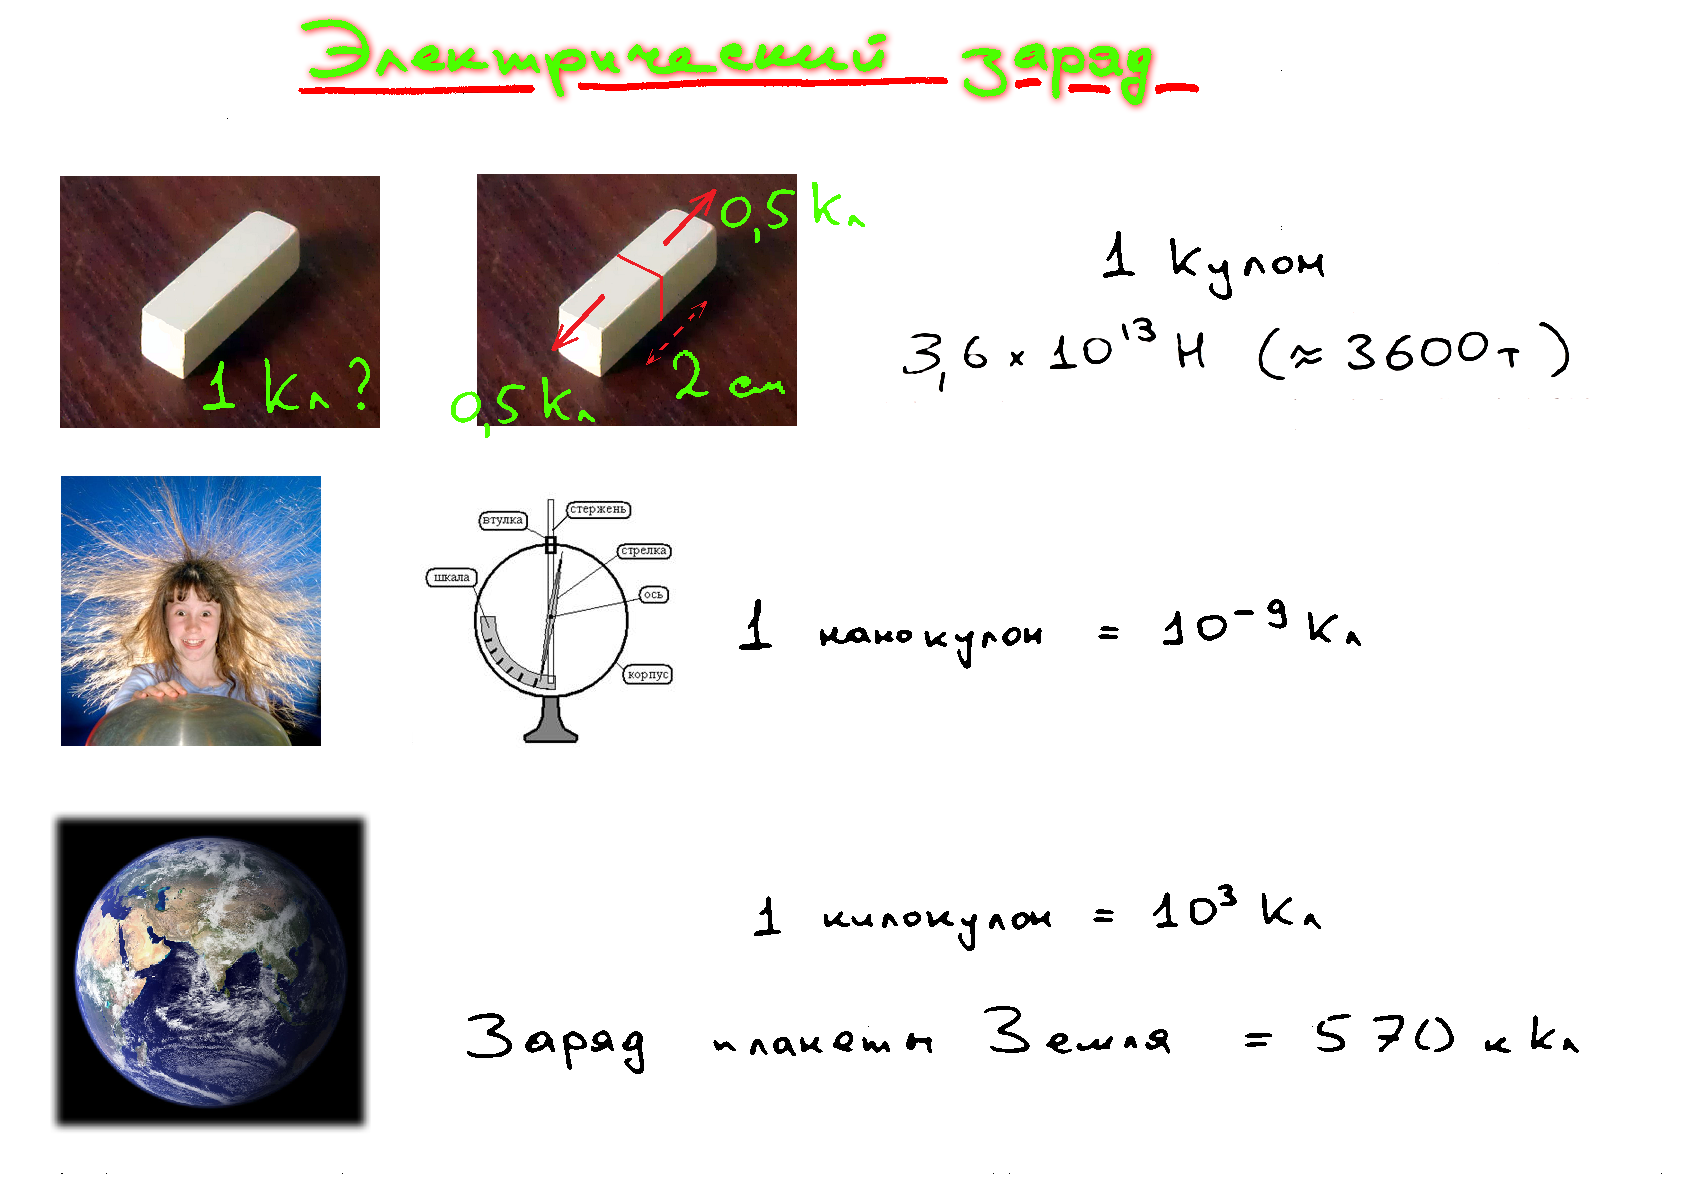 Электрический заряд
0,5 Кл
1 Кл ?
0,5 Кл
2 см
1 Кулон
3,6 × 10¹³ Н (≈ 3600 т)
втулка
стержень
стрелка
шкала
ось
корпус
1 нанокулон = 10⁻⁹ Кл
1 килокулон = 10³ Кл
Заряд планеты Земля = 570 кКл